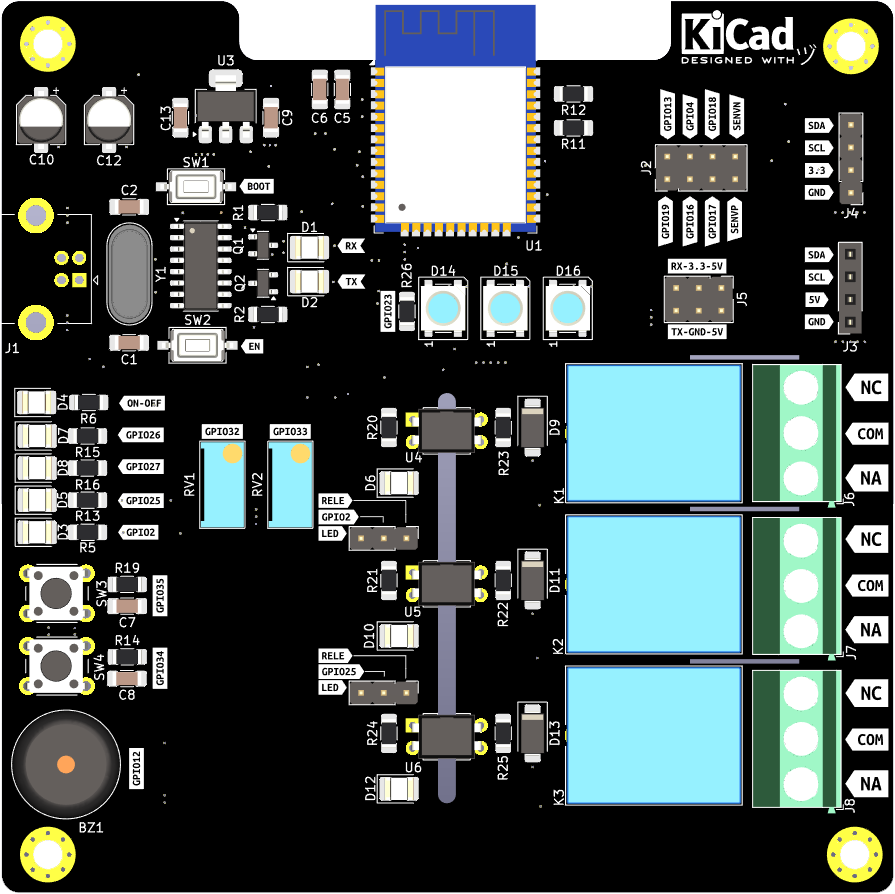 KiCad
DESIGNED WITH
U3
C10
C12
C13
C9
C6
C5
R12
R11
GPIO13
GPIO4
GPIO18
SENVN
J2
GPIO19
GPIO16
GPIO17
SENVP
SDA
SCL
3.3
GND
J4
SW1
BOOT
C2
R1
Q1
D1
RX
Y1
Q2
D2
TX
R2
SW2
EN
C1
J1
U1
R26
GPIO23
D14
D15
D16
1
1
1
RX-3.3-5V
J5
TX-GND-5V
SDA
SCL
5V
GND
J3
D4
R6
ON-OFF
D7
R15
GPIO26
D8
R16
GPIO27
D5
R13
GPIO25
D3
R5
GPIO2
GPIO32
RV1
GPIO33
RV2
R20
U4
R23
D9
K1
NC
COM
NA
J6
D6
RELE
GPIO2
LED
R21
U5
R22
D11
K2
NC
COM
NA
J7
D10
RELE
GPIO25
LED
R24
U6
R25
D13
K3
NC
COM
NA
J8
D12
SW3
R19
C7
GPIO35
SW4
R14
C8
GPIO34
GPIO12
BZ1